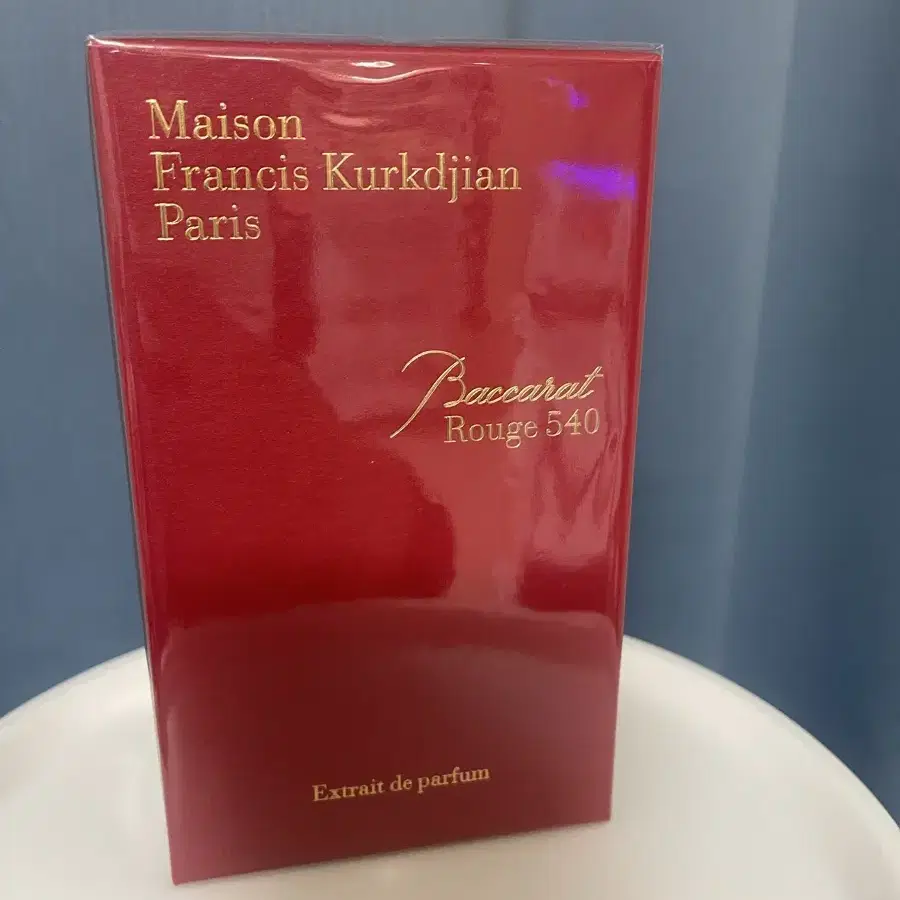 Maison
Francis Kurkdjian
Paris
Baccarat
Rouge 540
Extrait de parfum